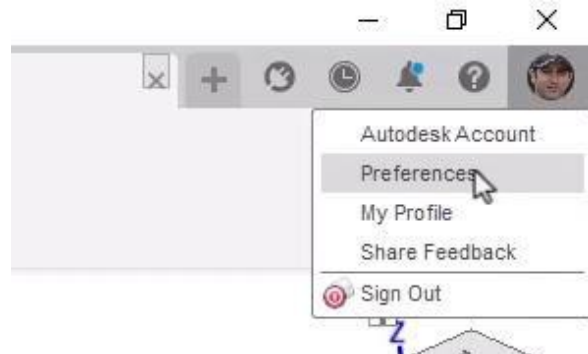 Autodesk Account
Preferences
My Profile
Share Feedback
Sign Out
Z